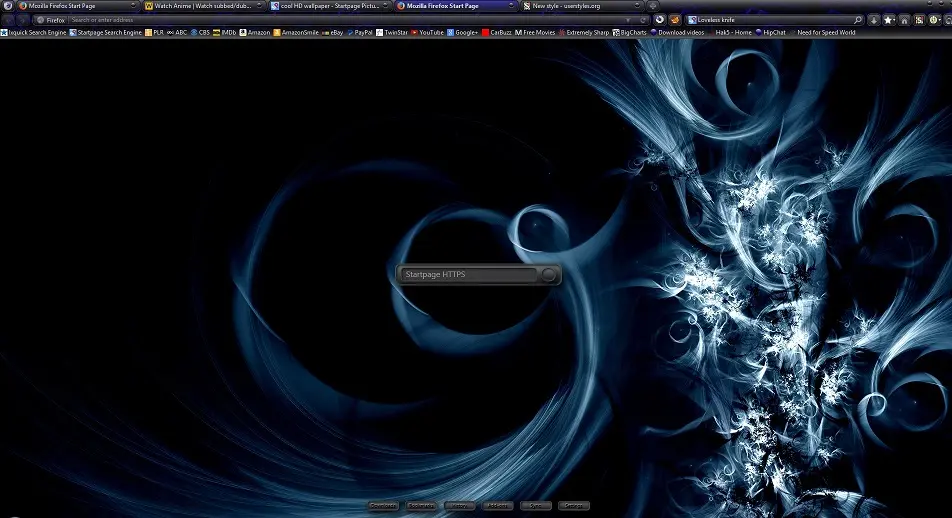 Mozilla Firefox Start Page Watch Anime | Watch subbed/dub... cool HD wallpaper - Startpage Pictu... Mozilla Firefox Start Page New style - userstyles.org
Firefox Search or enter address Loveless knife
Ixquick Search Engine Startpage Search Engine PLR ABC CBS IMDb Amazon AmazonSmile eBay PayPal TwinStar YouTube Google+ CarBuzz Free Movies Extremely Sharp BigCharts Download videos Hak5 - Home HipChat Need for Speed World
Startpage HTTPS
Downloads Bookmarks History Add-ons Sync Settings